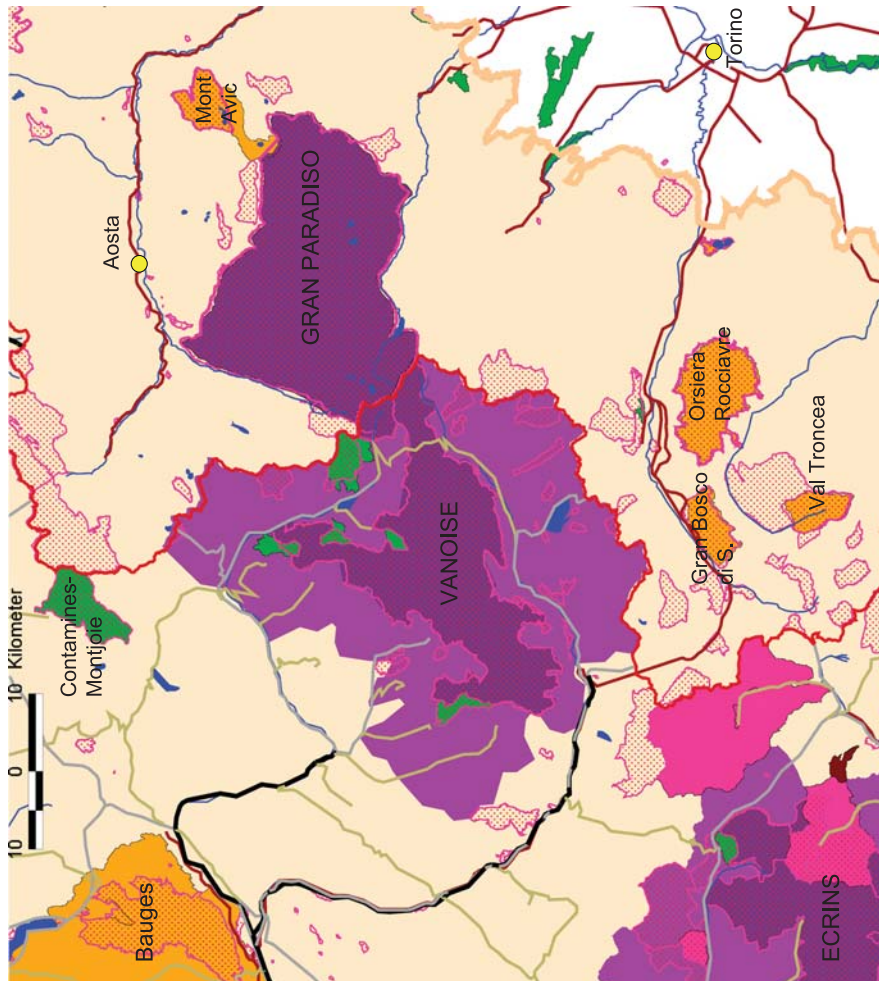 10 0 10 Kilometer
Bauges
Contamines-
Montjoie
Aosta
Mont
Avic
GRAN PARADISO
VANOISE
ECRINS
Gran Bosco
di S.
Orsiera
Rocciavre
Val Troncea
Torino